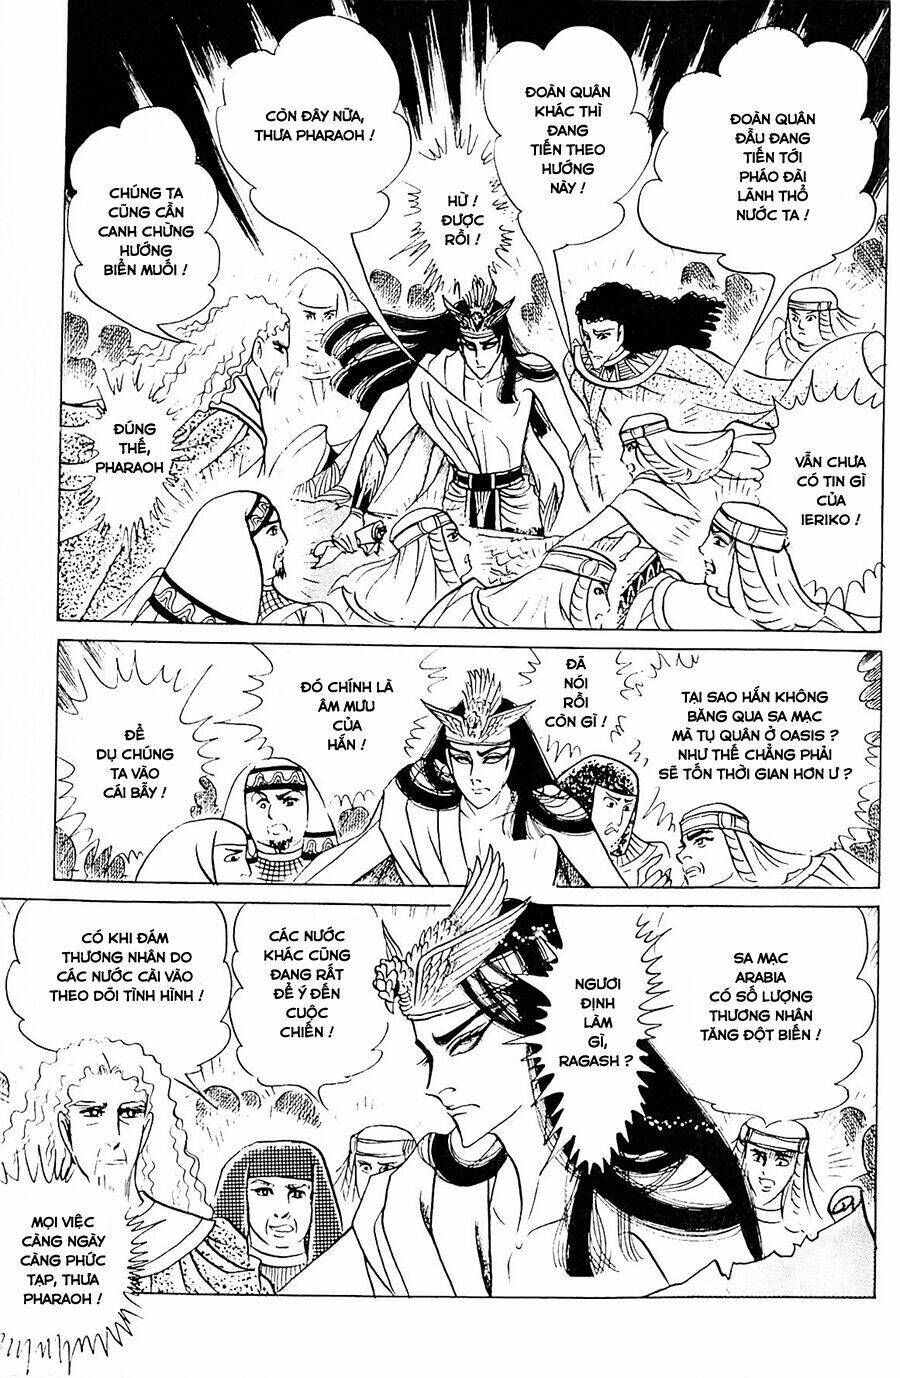 ĐOÀN QUÂN
ĐẦU ĐANG
TIẾN TỚI
PHÁO ĐÀI
LÃNH THỔ
NƯỚC TA !
ĐOÀN QUÂN
KHÁC THÌ
ĐANG
TIẾN THEO
HƯỚNG
NÀY !
HỪ !
ĐƯỢC
RỒI !
CÒN ĐÂY NỮA,
THƯA PHARAOH !
CHÚNG TA
CŨNG CẨN
CANH CHỪNG
HƯỚNG
BIỂN MUỐI !
VẪN CHƯA
CÓ TIN GÌ
CỦA
IERIKO !
ĐÚNG
THẾ,
PHARAOH !
TẠI SAO HẮN KHÔNG
BĂNG QUA SA MẠC
MÀ TỤ QUÂN Ở OASIS ?
NHƯ THẾ CHẲNG PHẢI
SẼ TỐN THỜI GIAN HƠN Ư ?
ĐÃ
NÓI
RỒI
CÒN GÌ !
ĐÓ CHÍNH LÀ
ÂM MƯU
CỦA
HẮN !
ĐỂ
DỤ CHÚNG
TA VÀO
CÁI BẪY !
SA MẠC
ARABIA
CÓ SỐ LƯỢNG
THƯƠNG NHÂN
TĂNG ĐỘT BIẾN !
NGƯƠI
ĐỊNH
LÀM
GÌ,
RAGASH ?
CÁC NƯỚC
KHÁC CŨNG
ĐANG RẤT
ĐỂ Ý ĐẾN
CUỘC
CHIẾN !
CÓ KHI ĐÁM
THƯƠNG NHÂN DO
CÁC NƯỚC CÀI VÀO
THEO DÕI TÌNH HÌNH !
MỌI VIỆC
CÀNG NGÀY
CÀNG PHỨC
TẠP, THƯA
PHARAOH !